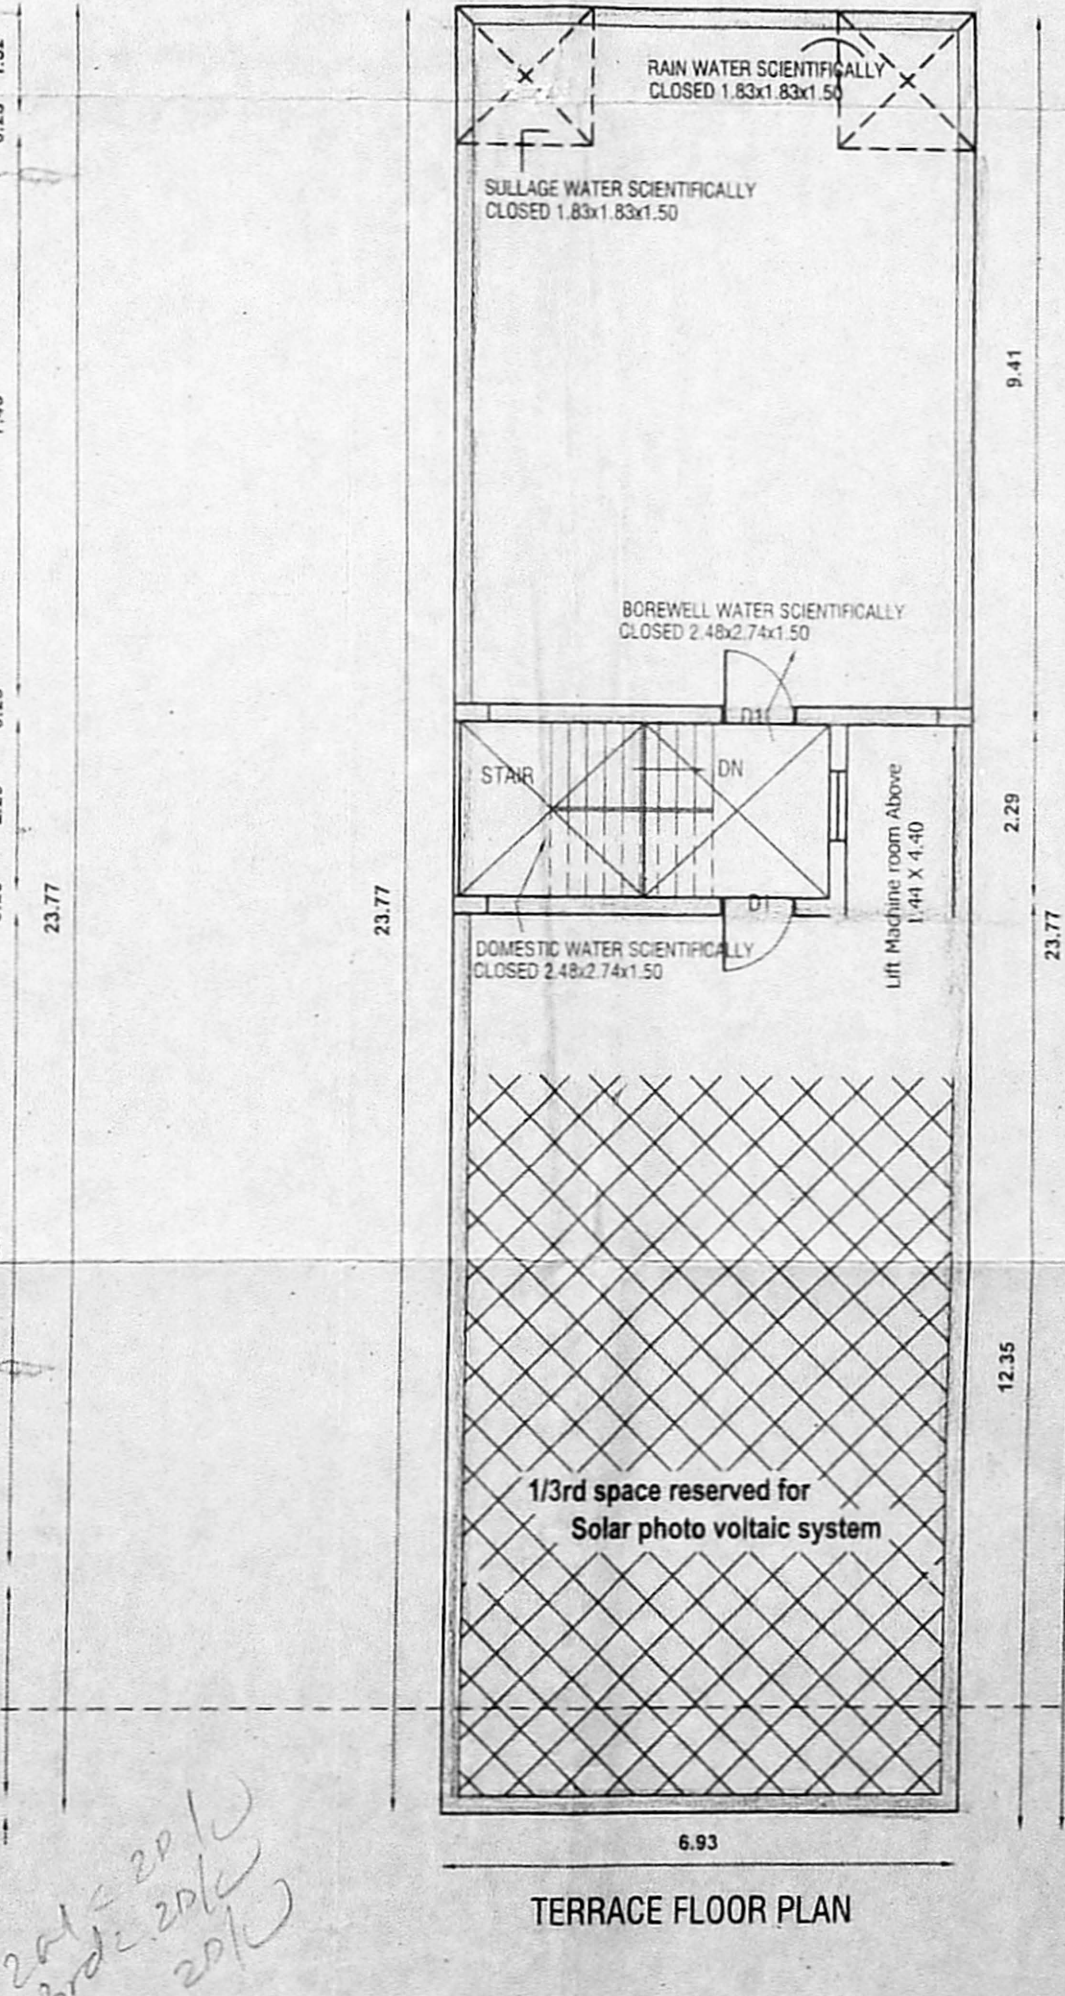 RAIN WATER SCIENTIFICALLY
CLOSED 1.83x1.83x1.50
SULLAGE WATER SCIENTIFICALLY
CLOSED 1.83x1.83x1.50
9.41
BOREWELL WATER SCIENTIFICALLY
CLOSED 2.48x2.74x1.50
D1
STAIR
DN
Lift Machine room Above
1.44 X 4.40
2.29
23.77
23.77
23.77
D1
DOMESTIC WATER SCIENTIFICALLY
CLOSED 2.48x2.74x1.50
12.35
1/3rd space reserved for
Solar photo voltaic system
6.93
TERRACE FLOOR PLAN